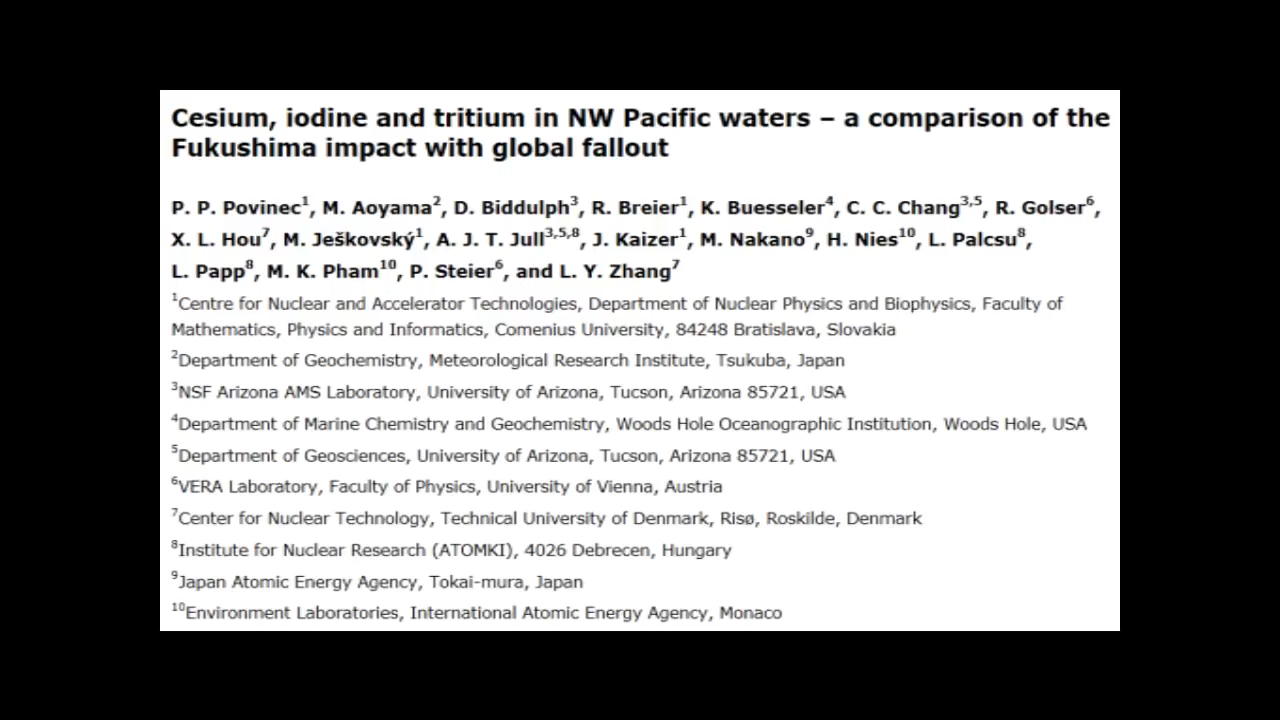 Cesium, iodine and tritium in NW Pacific waters – a comparison of the
Fukushima impact with global fallout
P. P. Povinec1, M. Aoyama2, D. Biddulph3, R. Breier1, K. Buesseler4, C. C. Chang3,5, R. Golser6,
X. L. Hou7, M. Ješkovský1, A. J. T. Jull3,5,8, J. Kaizer1, M. Nakano9, H. Nies10, L. Palcsu8,
L. Papp8, M. K. Pham10, P. Steier6, and L. Y. Zhang7
1Centre for Nuclear and Accelerator Technologies, Department of Nuclear Physics and Biophysics, Faculty of
Mathematics, Physics and Informatics, Comenius University, 84248 Bratislava, Slovakia
2Department of Geochemistry, Meteorological Research Institute, Tsukuba, Japan
3NSF Arizona AMS Laboratory, University of Arizona, Tucson, Arizona 85721, USA
4Department of Marine Chemistry and Geochemistry, Woods Hole Oceanographic Institution, Woods Hole, USA
5Department of Geosciences, University of Arizona, Tucson, Arizona 85721, USA
6VERA Laboratory, Faculty of Physics, University of Vienna, Austria
7Center for Nuclear Technology, Technical University of Denmark, Risø, Roskilde, Denmark
8Institute for Nuclear Research (ATOMKI), 4026 Debrecen, Hungary
9Japan Atomic Energy Agency, Tokai-mura, Japan
10Environment Laboratories, International Atomic Energy Agency, Monaco